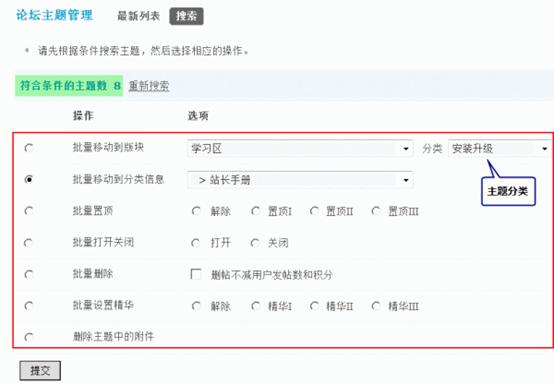 论坛主题管理 最新列表 搜索
请先根据条件搜索主题，然后选择相应的操作。
符合条件的主题数 8 重新搜索
操作 选项
批量移动到版块 学习区 分类 安装升级
批量移动到分类信息 > 站长手册
主题分类
批量置顶 解除 置顶I 置顶II 置顶III
批量打开关闭 打开 关闭
批量删除 删帖不减用户发帖数和积分
批量设置精华 解除 精华I 精华II 精华III
删除主题中的附件
提交